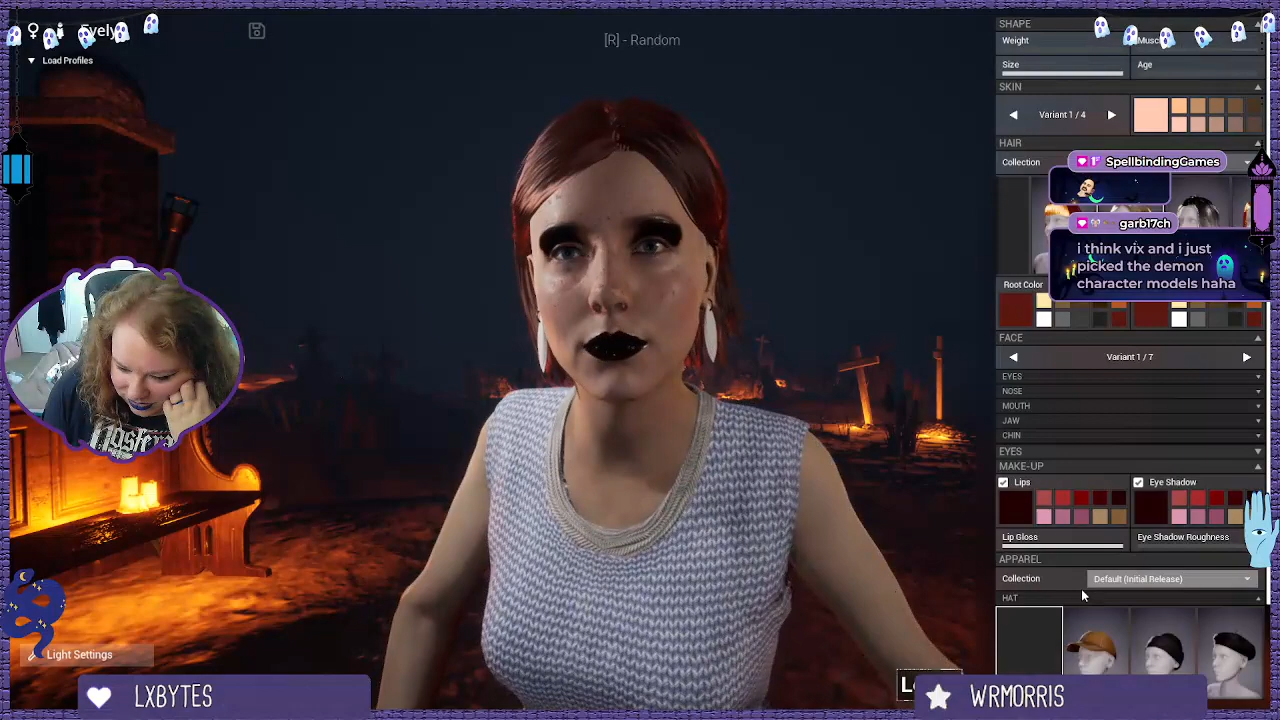 Evely
[R] - Random
Load Profiles
SHAPE
Weight
Size
Age
SKIN
Variant 1 / 4
HAIR
Collection
SpellbindingGames
garb17ch
i think vix and i just
picked the demon
character models haha
Root Color
FACE
Variant 1 / 7
EYES
NOSE
MOUTH
JAW
CHIN
EYES
MAKE-UP
Lips
Eye Shadow
Lip Gloss
Eye Shadow Roughness
APPAREL
Collection
Default (Initial Release)
HAT
Light Settings
LXBYTES
WRMORRIS